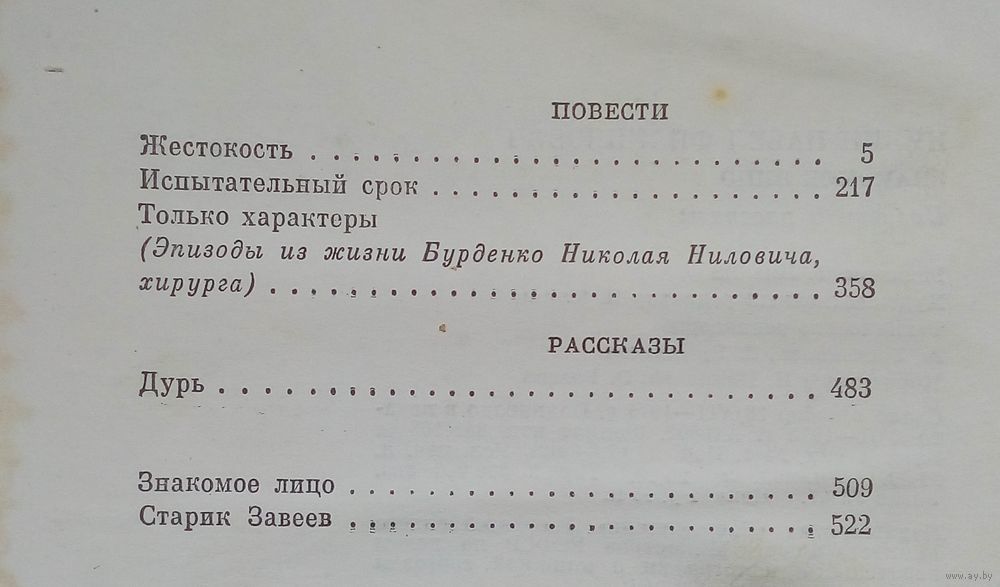 ПОВЕСТИ
Жестокость . . . . . . . . . . . . . . . . . . . . . . . . . 5
Испытательный срок . . . . . . . . . . . . . . . . . . . 217
Только характеры
(Эпизоды из жизни Бурденко Николая Ниловича,
хирурга) . . . . . . . . . . . . . . . . . . . . . . . . . . . 358
РАССКАЗЫ
Дурь . . . . . . . . . . . . . . . . . . . . . . . . . . . . . 483
Знакомое лицо . . . . . . . . . . . . . . . . . . . . . . . 509
Старик Завеев . . . . . . . . . . . . . . . . . . . . . . . 522
www.ay.by